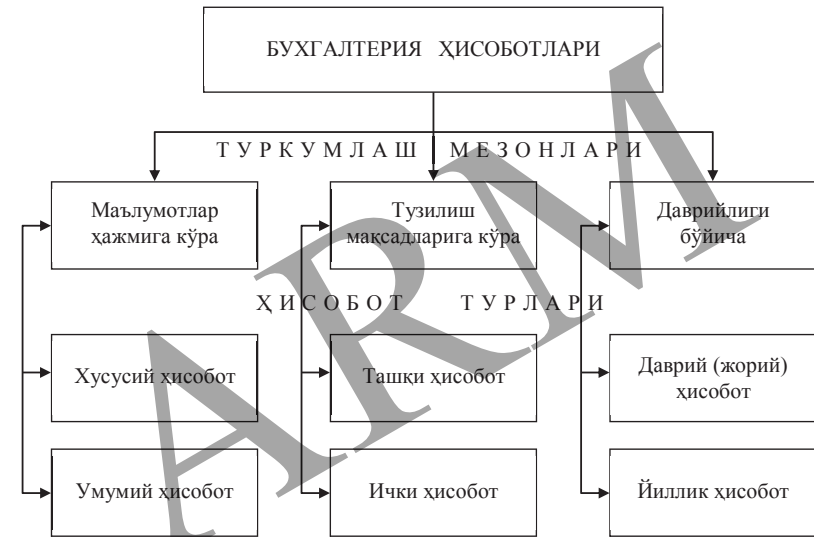 БУХГАЛТЕРИЯ ҲИСОБОТЛАРИ
ТУРКУМЛАШ МЕЗОНЛАРИ
Маълумотлар
ҳажмига кўра
Тузилиш
мақсадларига кўра
Даврийлиги
бўйича
ҲИСОБОТ ТУРЛАРИ
Хусусий ҳисобот
Ташқи ҳисобот
Даврий (жорий)
ҳисобот
Умумий ҳисобот
Ички ҳисобот
Йиллик ҳисобот
ARM